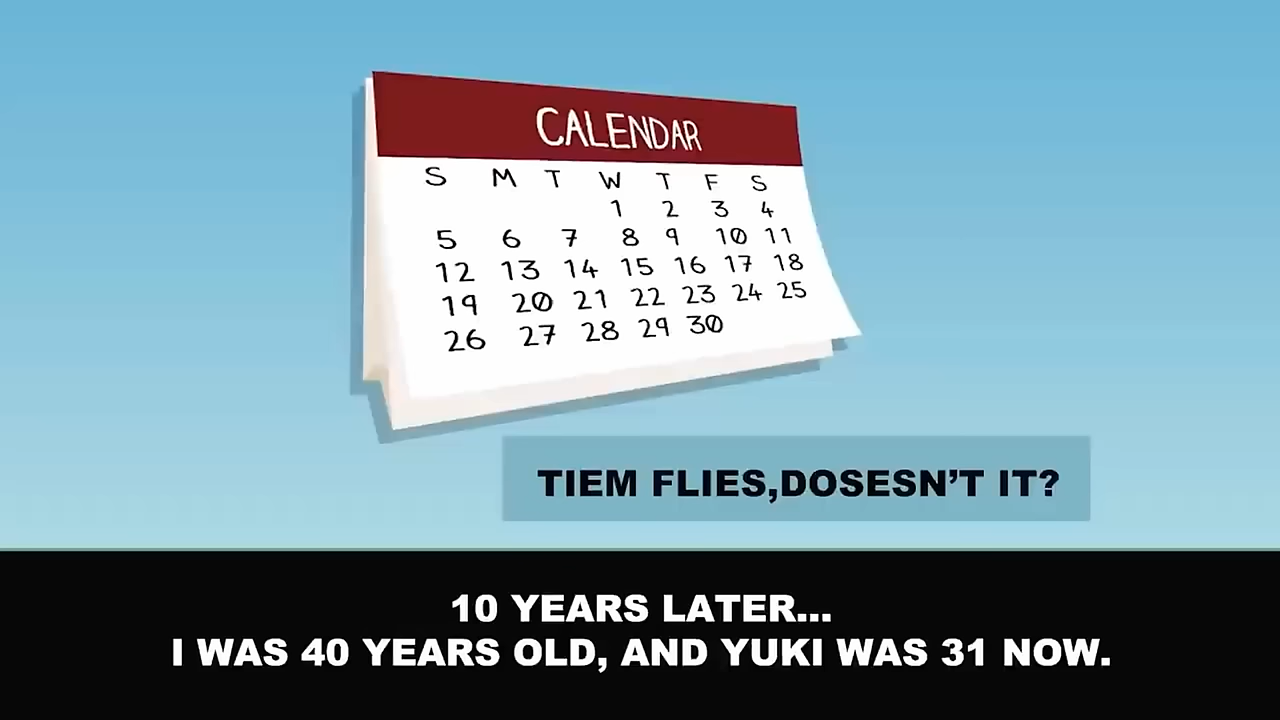 CALENDAR
S M T W T F S
1 2 3 4
5 6 7 8 9 10 11
12 13 14 15 16 17 18
19 20 21 22 23 24 25
26 27 28 29 30
TIEM FLIES,DOSESN’T IT?
10 YEARS LATER...
I WAS 40 YEARS OLD, AND YUKI WAS 31 NOW.